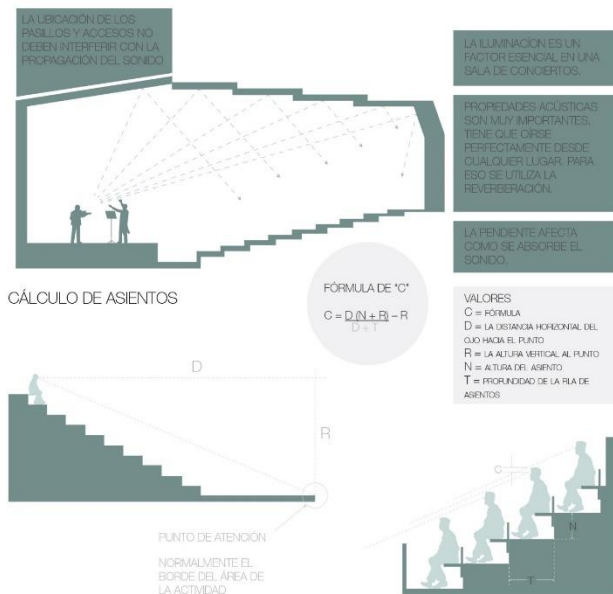 LA UBICACIÓN DE LOS
PASILLOS Y ACCESOS NO
DEBEN INTERFERIR CON LA
PROPAGACIÓN DEL SONIDO
LA ILUMINACÍON ES UN
FACTOR ESENCIAL EN UNA
SALA DE CONCIERTOS.
PROPIEDADES ACÚSTICAS
SON MUY IMPORTANTES,
TIENE QUE OÍRSE
PERFECTAMENTE DESDE
CUALQUIER LUGAR. PARA
ESO SE UTILIZA LA
REVERBERACIÓN.
LA PENDIENTE AFECTA
COMO SE ABSORBE EL
SONIDO.
CÁLCULO DE ASIENTOS
FÓRMULA DE "C"
C = D (N + R) – R
D + T
VALORES
C = FÓRMULA
D = LA DISTANCIA HORIZONTAL DEL
OJO HACIA EL PUNTO
R = LA ALTURA VERTICAL AL PUNTO
N = ALTURA DEL ASIENTO
T = PROFUNDIDAD DE LA FILA DE
ASIENTOS
D
R
PUNTO DE ATENCIÓN
NORMALMENTE EL
BORDE DEL ÁREA DE
LA ACTIVIDAD
C
N
T